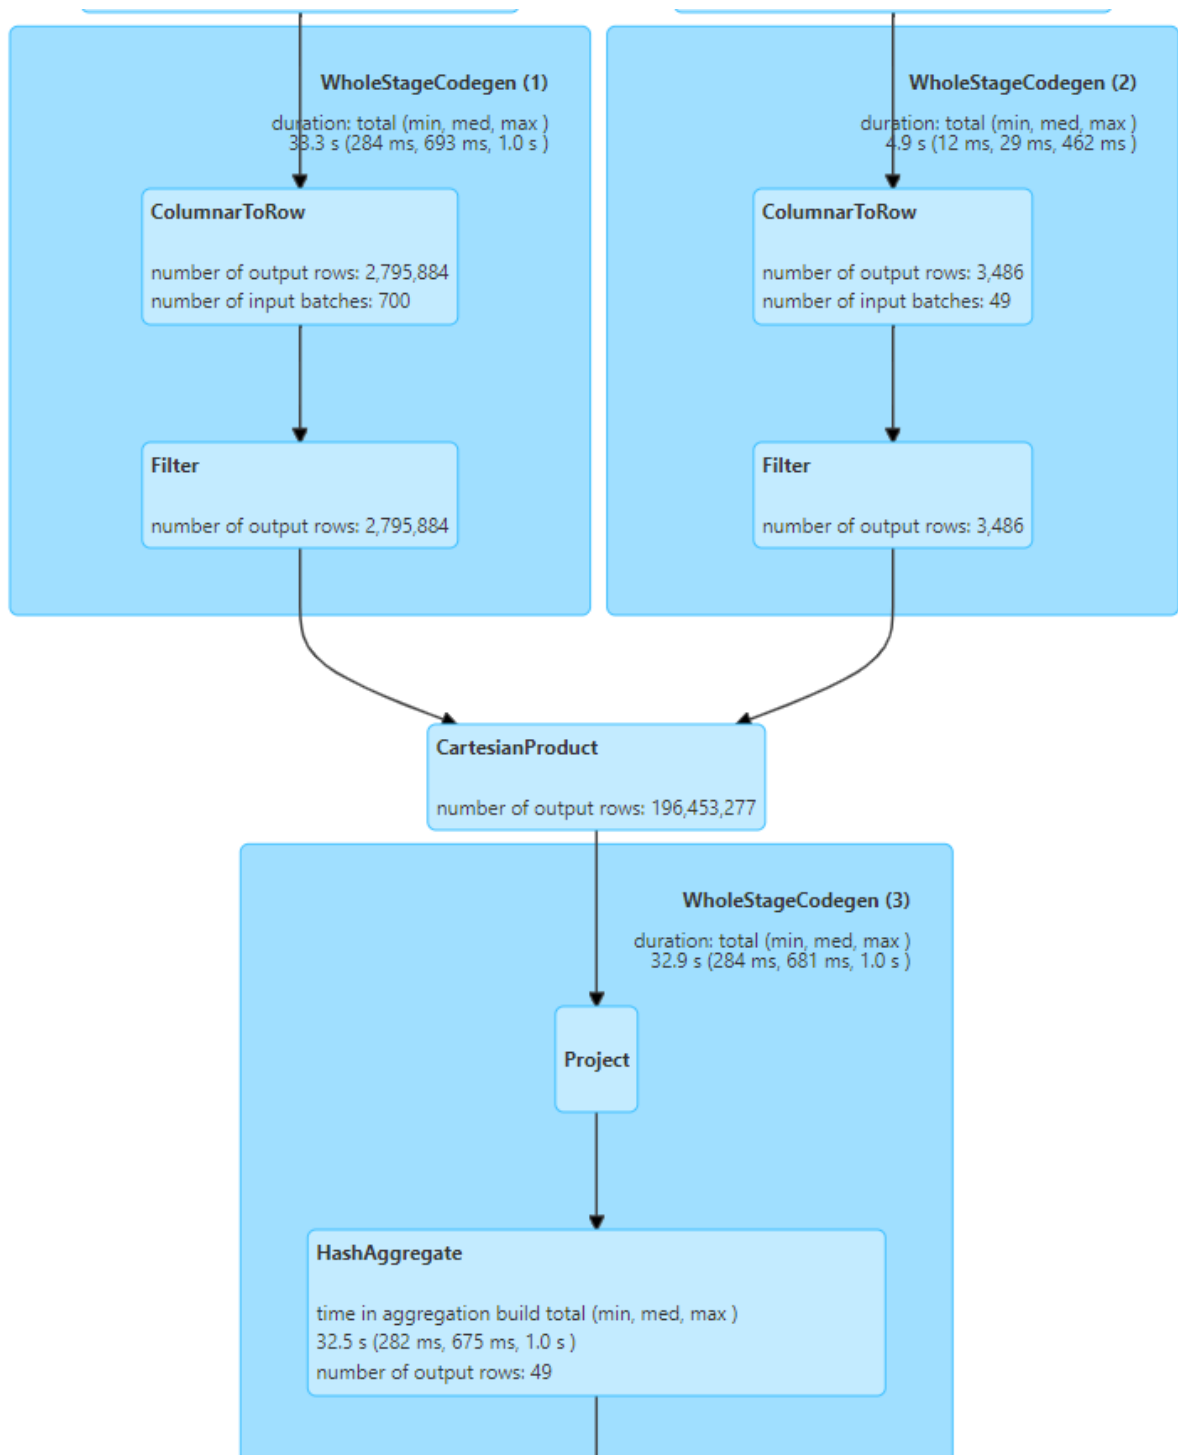 WholeStageCodegen (1)
duration: total (min, med, max )
33.3 s (284 ms, 693 ms, 1.0 s )
ColumnarToRow
number of output rows: 2,795,884
number of input batches: 700
Filter
number of output rows: 2,795,884
WholeStageCodegen (2)
duration: total (min, med, max )
4.9 s (12 ms, 29 ms, 462 ms )
ColumnarToRow
number of output rows: 3,486
number of input batches: 49
Filter
number of output rows: 3,486
CartesianProduct
number of output rows: 196,453,277
WholeStageCodegen (3)
duration: total (min, med, max )
32.9 s (284 ms, 681 ms, 1.0 s )
Project
HashAggregate
time in aggregation build total (min, med, max )
32.5 s (282 ms, 675 ms, 1.0 s )
number of output rows: 49